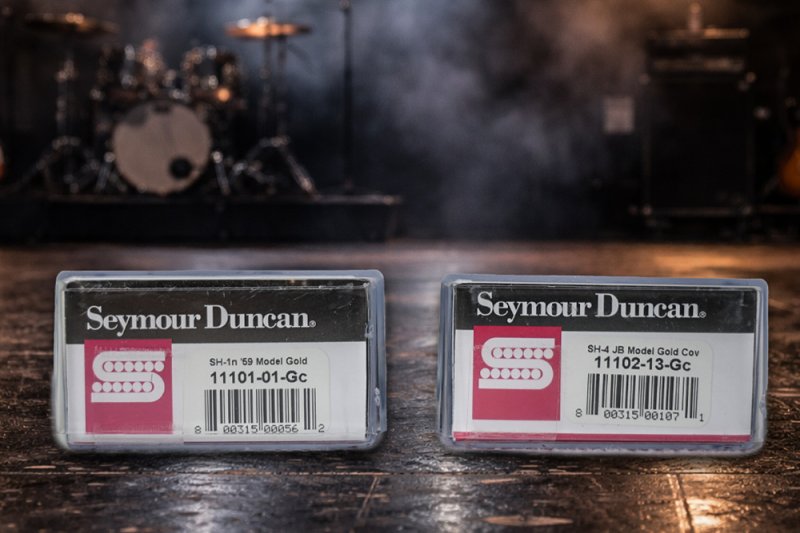 Seymour Duncan®
SH-1n '59 Model Gold
11101-01-Gc
8 00315 00056 2
Seymour Duncan®
SH-4 JB Model Gold Cov
11102-13-Gc
8 00315 00107 1